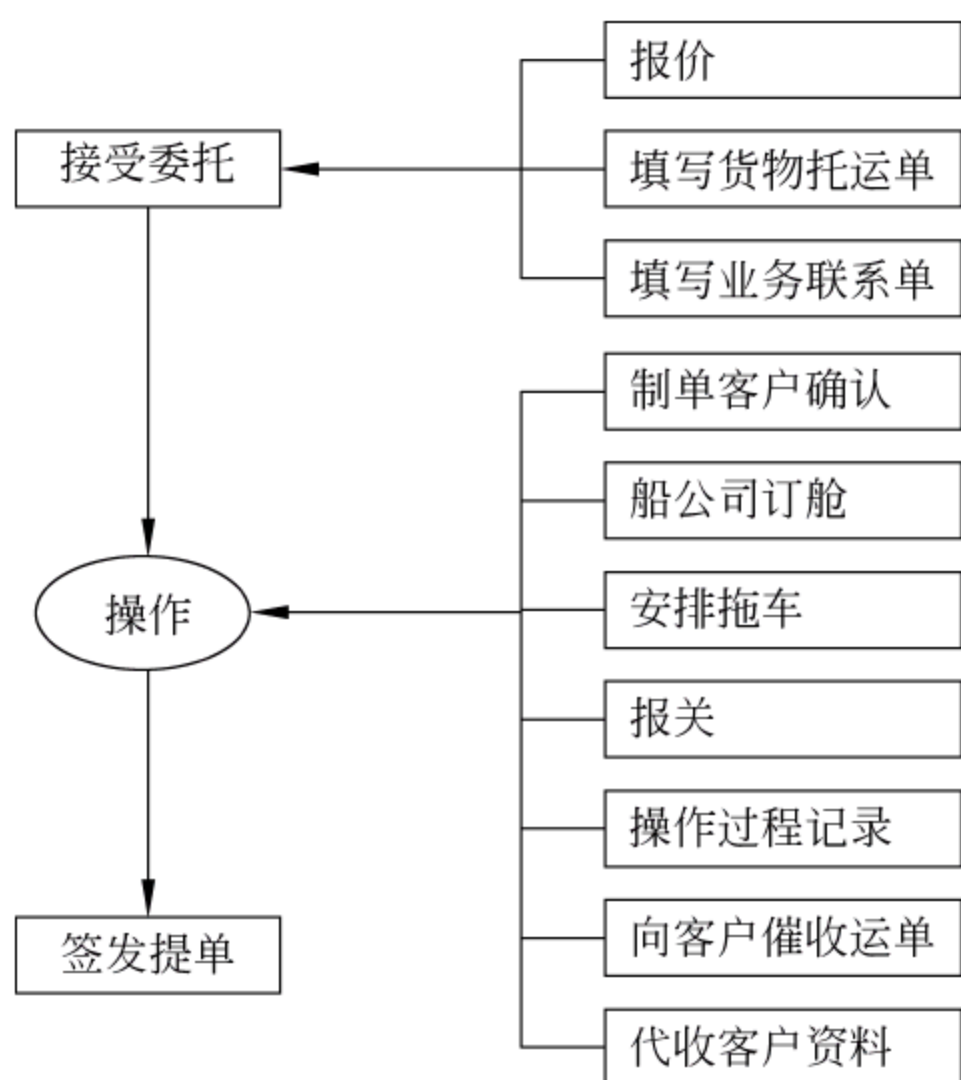 报价
接受委托
填写货物托运单
填写业务联系单
制单客户确认
船公司订舱
安排拖车
操作
报关
操作过程记录
向客户催收运单
签发提单
代收客户资料